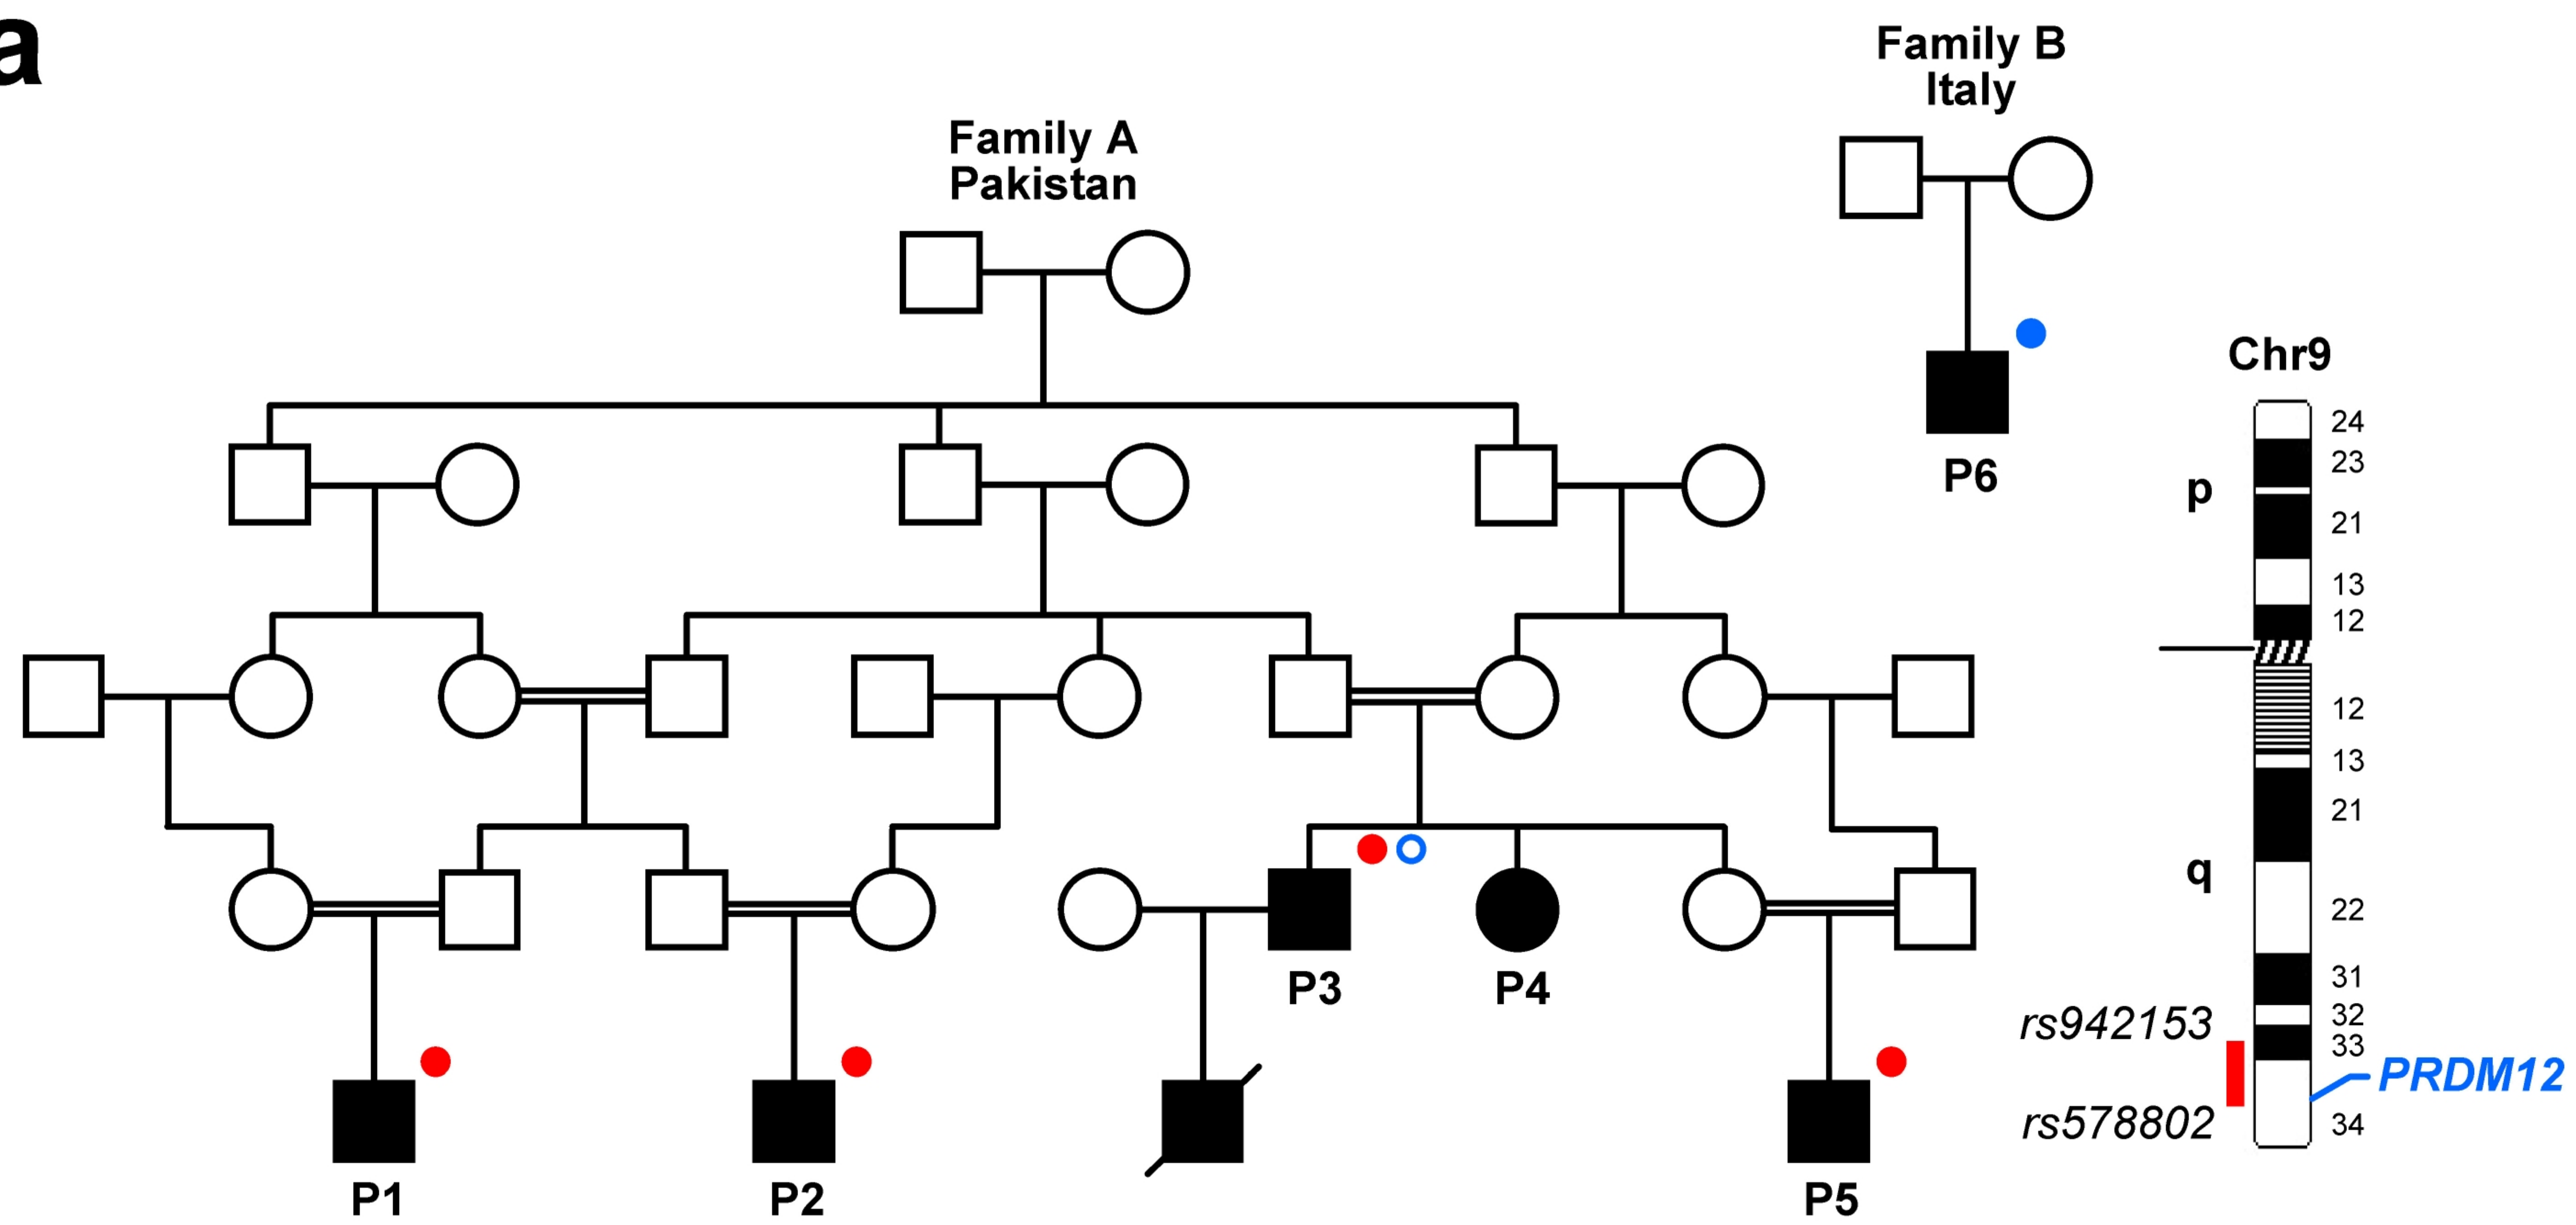 a
Family A
Pakistan
Family B
Italy
P6
P3
P4
P1
P2
P5
Chr9
p
24
23
21
13
12
12
13
21
q
22
31
32
33
34
rs942153
rs578802
PRDM12